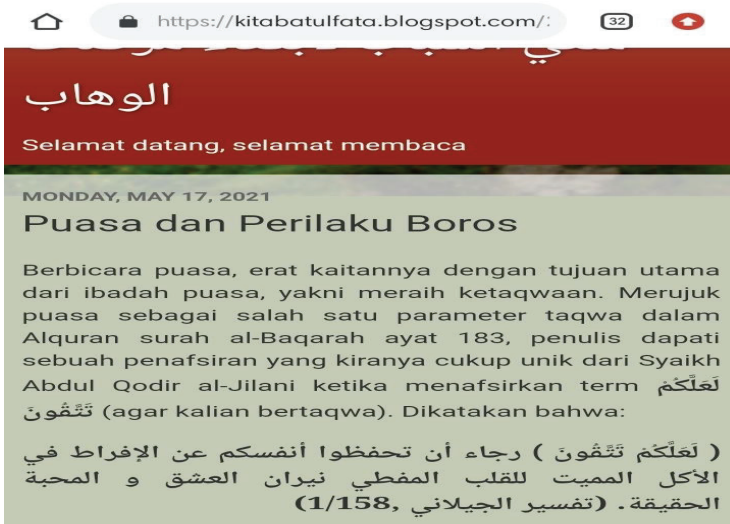 https://kitabatulfata.blogspot.com/2
32
الوهاب
Selamat datang, selamat membaca
MONDAY, MAY 17, 2021
Puasa dan Perilaku Boros
Berbicara puasa, erat kaitannya dengan tujuan utama
dari ibadah puasa, yakni meraih ketaqwaan. Merujuk
puasa sebagai salah satu parameter taqwa dalam
Alquran surah al-Baqarah ayat 183, penulis dapati
sebuah penafsiran yang kiranya cukup unik dari Syaikh
Abdul Qodir al-Jilani ketika menafsirkan term لَعَلَّكُمْ
تَتَّقُونَ (agar kalian bertaqwa). Dikatakan bahwa:
( لَعَلَّكُمْ تَتَّقُونَ ) رجاء أن تحفظوا أنفسكم عن الإفراط في
الأكل المميت للقلب المفطي نيران العشق و المحبة
الحقيقة. (تفسير الجيلاني ,1/158)